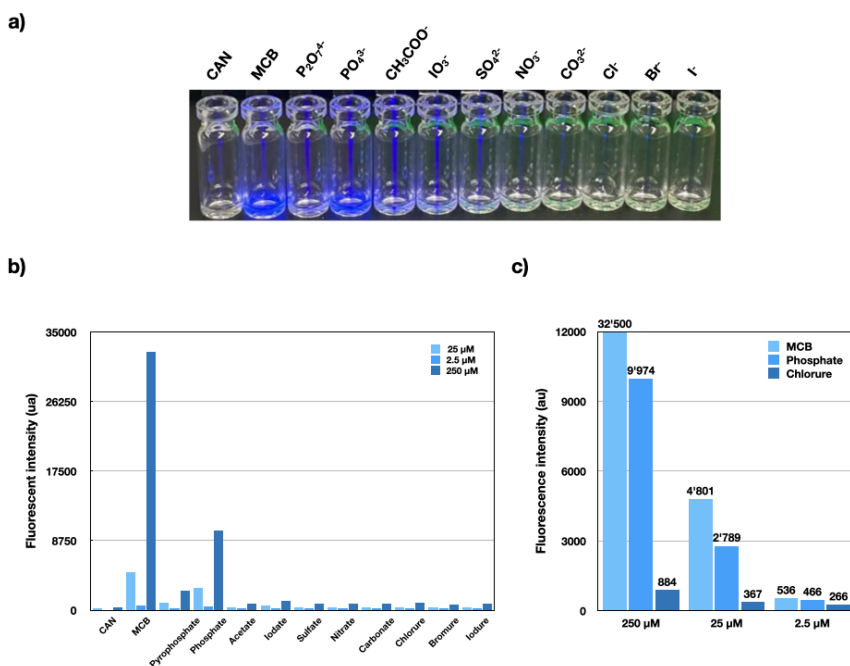 a)
CAN MCB P₂O₇⁴⁻ PO₄³⁻ CH₃COO⁻ IO₃⁻ SO₄²⁻ NO₃⁻ CO₃²⁻ Cl⁻ Br⁻ I⁻
b)
35000
26250
17500
8750
0
Fluorescent intensity (ua)
25 µM
2.5 µM
250 µM
CAN MCB Pyrophosphate Phosphate Acetate Iodate Sulfate Nitrate Carbonate Chlorure Bromure Iodure
c)
12000
9000
6000
3000
0
Fluorescence intensity (au)
MCB
Phosphate
Chlorure
32'500
9'974
884
4'801
2'789
367
536
466
266
250 µM 25 µM 2.5 µM